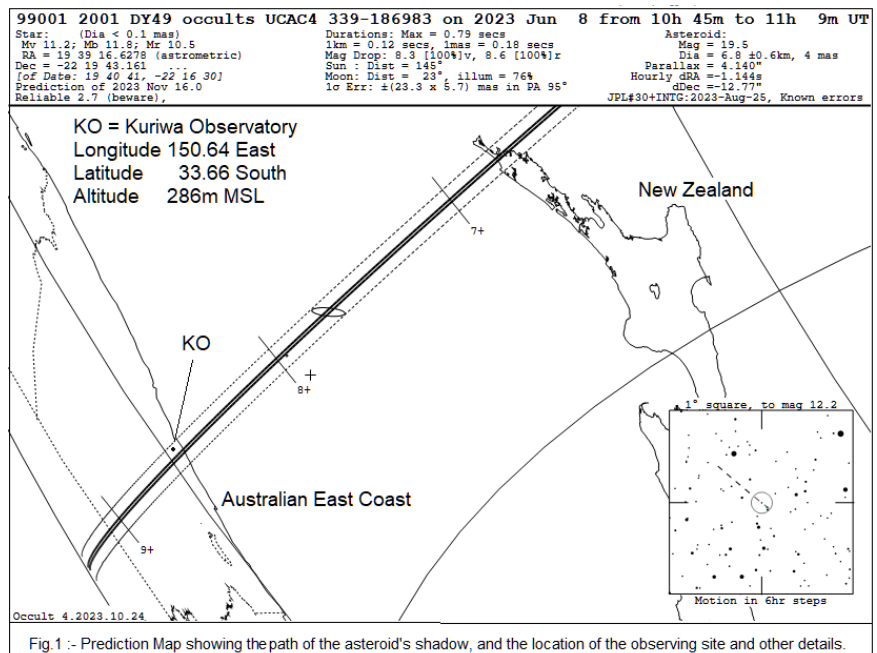 99001 2001 DY49 occults UCAC4 339-186983 on 2023 Jun 8 from 10h 45m to 11h 9m UT
Star: (Dia < 0.1 mas)
Mv 11.2; Mb 11.8; Mr 10.5
RA = 19 39 16.6278 (astrometric)
Dec = -22 19 43.161 ...
[of Date: 19 40 41, -22 16 30]
Prediction of 2023 Nov 16.0
Reliable 2.7 (beware),
Durations: Max = 0.79 secs
1km = 0.12 secs, 1mas = 0.18 secs
Mag Drop: 8.3 [100%]v, 8.6 [100%]r
Sun : Dist = 145°
Moon: Dist = 23°, illum = 76%
1σ Err: ±(23.3 x 5.7) mas in PA 95°
Asteroid:
Mag = 19.5
Dia = 6.8 ±0.6km, 4 mas
Parallax = 4.140"
Hourly dRA =-1.144s
dDec =-12.77"
JPL#30+INTG:2023-Aug-25, Known errors
KO = Kuriwa Observatory
Longitude 150.64 East
Latitude 33.66 South
Altitude 286m MSL
New Zealand
7+
KO
8+
1° square, to mag 12.2
Australian East Coast
9+
Motion in 6hr steps
Occult 4.2023.10.24
Fig.1 :- Prediction Map showing the path of the asteroid's shadow, and the location of the observing site and other details.